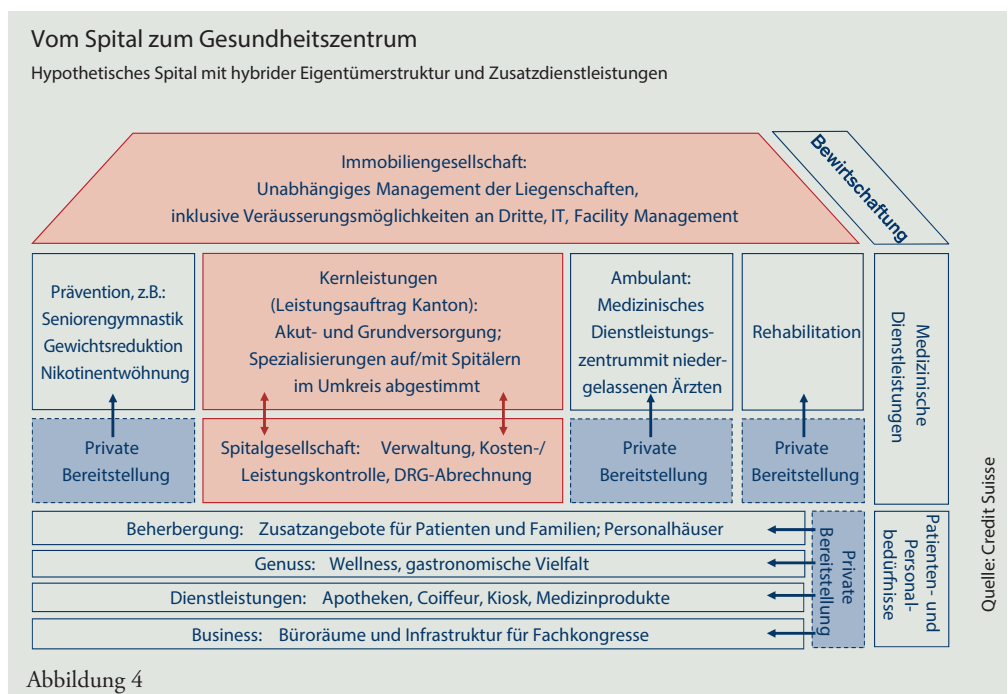 Vom Spital zum Gesundheitszentrum
Hypothetisches Spital mit hybrider Eigentümerstruktur und Zusatzdienstleistungen
Immobiliengesellschaft:
Unabhängiges Management der Liegenschaften,
inklusive Veräusserungsmöglichkeiten an Dritte, IT, Facility Management
Bewirtschaftung
Prävention, z.B.:
Seniorengymnastik
Gewichtsreduktion
Nikotinentwöhnung
Kernleistungen
(Leistungsauftrag Kanton):
Akut- und Grundversorgung;
Spezialisierungen auf/mit Spitälern
im Umkreis abgestimmt
Ambulant:
Medizinisches
Dienstleistungs-
zentrummit nieder-
gelassenen Ärzten
Rehabilitation
Medizinische
Dienstleistungen
Private
Bereitstellung
Spitalgesellschaft: Verwaltung, Kosten-/
Leistungskontrolle, DRG-Abrechnung
Private
Bereitstellung
Private
Bereitstellung
Beherbergung: Zusatzangebote für Patienten und Familien; Personalhäuser
Genuss: Wellness, gastronomische Vielfalt
Dienstleistungen: Apotheken, Coiffeur, Kiosk, Medizinprodukte
Business: Büroräume und Infrastruktur für Fachkongresse
Private
Bereitstellung
Patienten- und
Personal-
bedürfnisse
Quelle: Credit Suisse
Abbildung 4